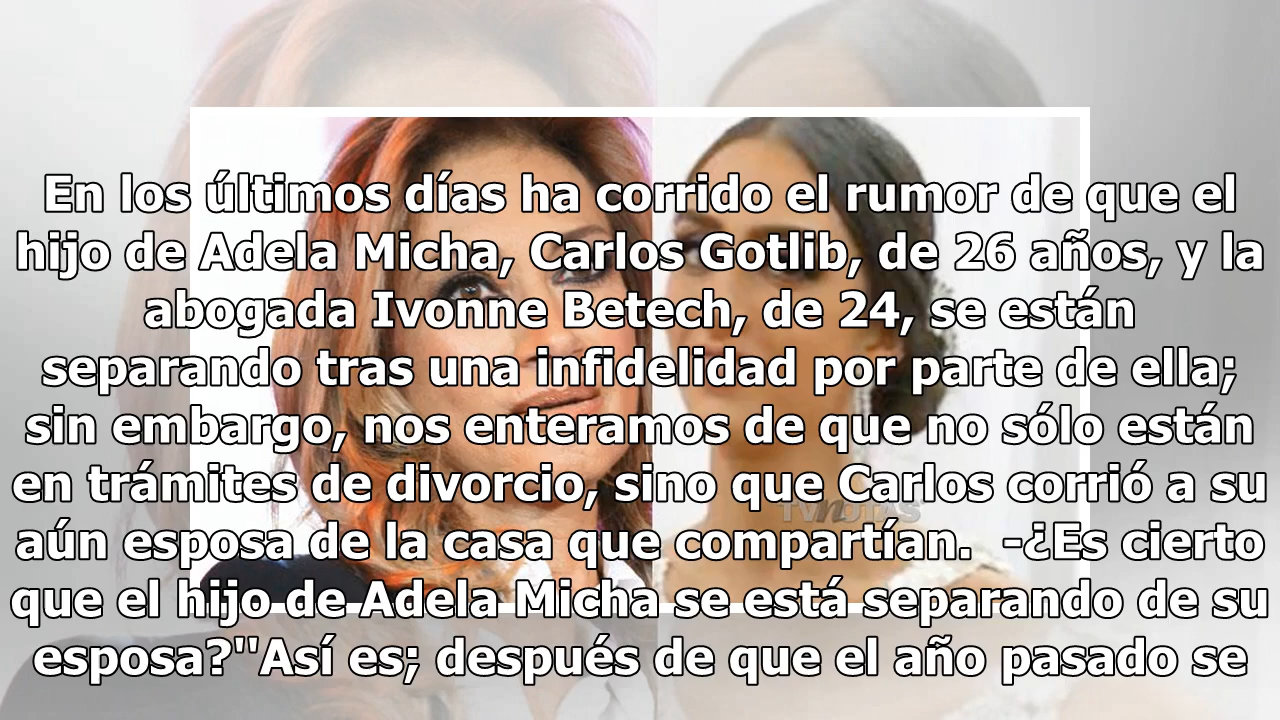 En los últimos días ha corrido el rumor de que el
hijo de Adela Micha, Carlos Gotlib, de 26 años, y la
abogada Ivonne Betech, de 24, se están
separando tras una infidelidad por parte de ella;
sin embargo, nos enteramos de que no sólo están
en trámites de divorcio, sino que Carlos corrió a su
TVNOTAS
aún esposa de la casa que compartían.  -¿Es cierto
que el hijo de Adela Micha se está separando de su
esposa?''Así es; después de que el año pasado se